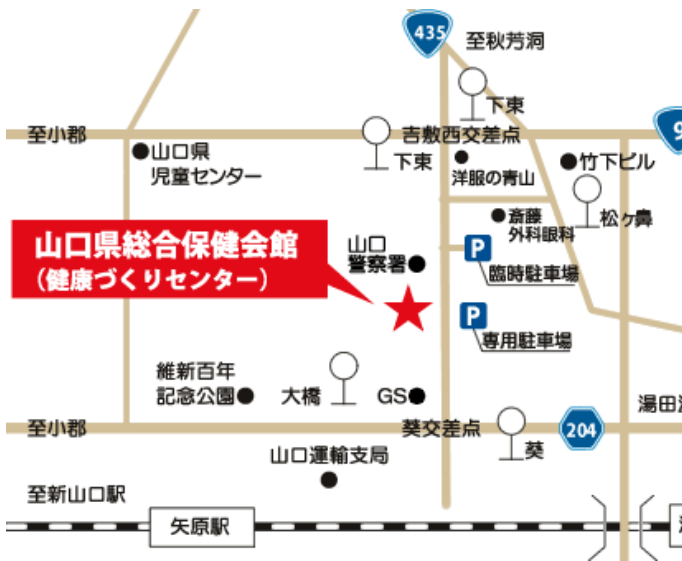 435
至秋芳洞
下東
至小郡
吉敷西交差点
9
山口県
児童センター
下東
洋服の青山
竹下ビル
斎藤
外科眼科
松ヶ鼻
山口県総合保健会館
(健康づくりセンター)
山口
警察署
P
臨時駐車場
P
専用駐車場
維新百年
記念公園
大橋
GS
湯田
至小郡
葵交差点
204
葵
山口運輸支局
至新山口駅
矢原駅